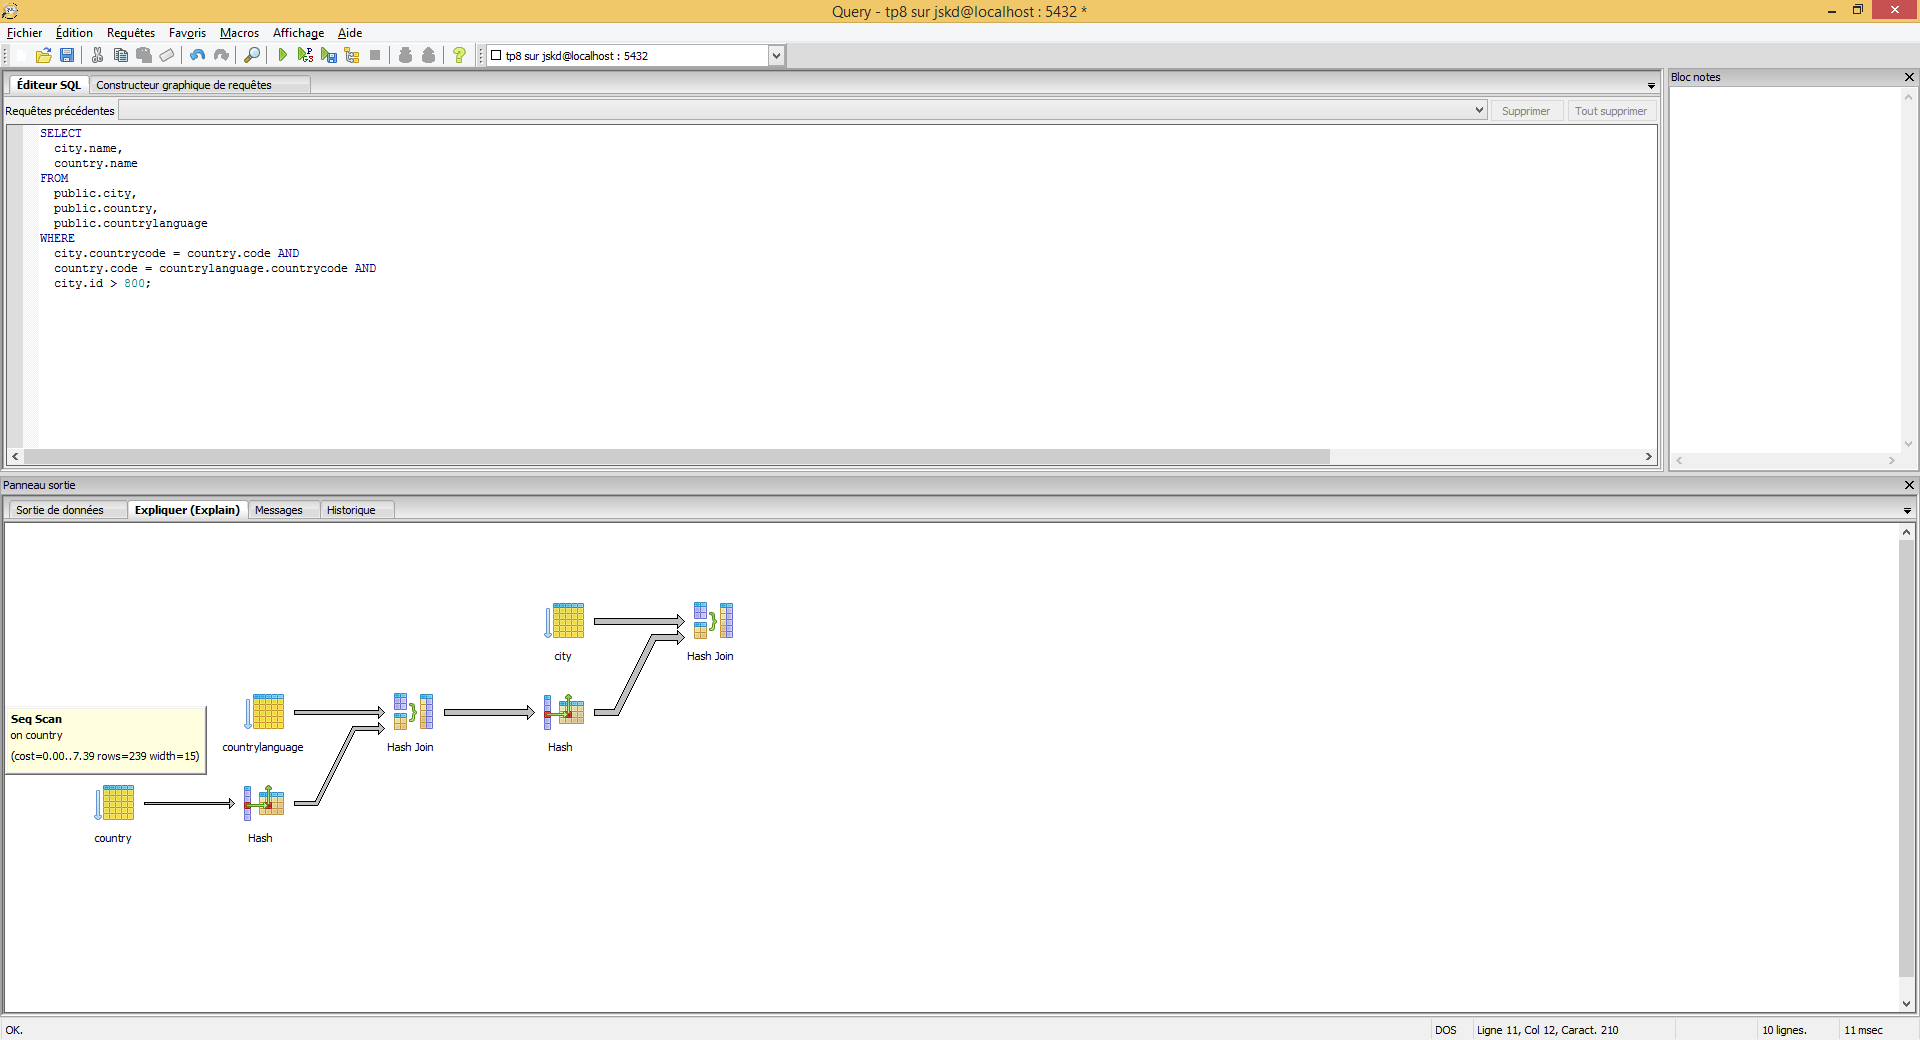 Query - tp8 sur jskd@localhost : 5432 *
Fichier Édition Requêtes Favoris Macros Affichage Aide
tp8 sur jskd@localhost : 5432
Éditeur SQL Constructeur graphique de requêtes
Bloc notes
Requêtes précédentes Supprimer Tout supprimer
SELECT
city.name,
country.name
FROM
public.city,
public.country,
public.countrylanguage
WHERE
city.countrycode = country.code AND
country.code = countrylanguage.countrycode AND
city.id > 800;
Panneau sortie
Sortie de données Expliquer (Explain) Messages Historique
city Hash Join
Seq Scan
on country
(cost=0.00..7.39 rows=239 width=15)
countrylanguage Hash Join Hash
country Hash
OK. DOS Ligne 11, Col 12, Caract. 210 10 lignes. 11 msec